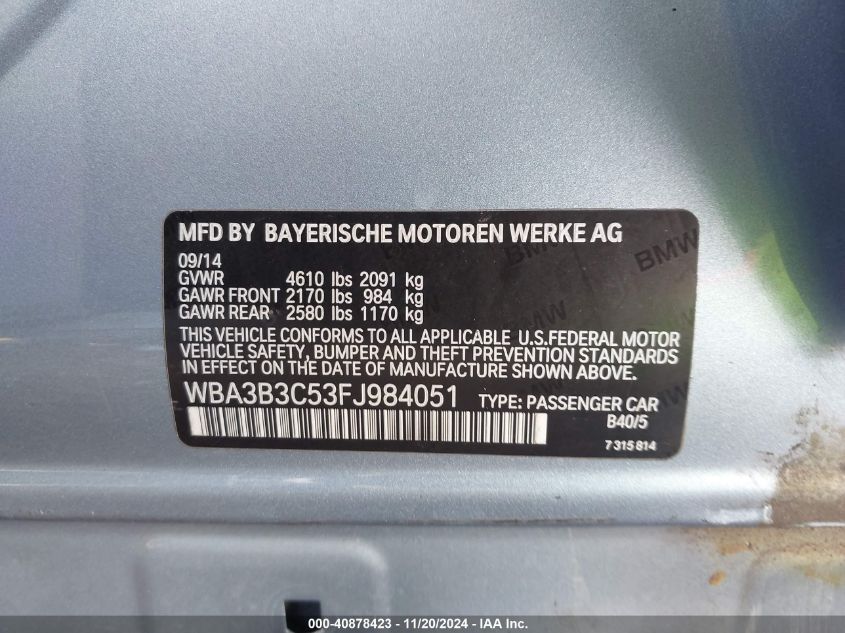 MFD BY BAYERISCHE MOTOREN WERKE AG
09/14
GVWR 4610 lbs 2091 kg
GAWR FRONT 2170 lbs 984 kg
GAWR REAR 2580 lbs 1170 kg
THIS VEHICLE CONFORMS TO ALL APPLICABLE U.S.FEDERAL MOTOR
VEHICLE SAFETY, BUMPER AND THEFT PREVENTION STANDARDS
IN EFFECT ON THE DATE OF MANUFACTURE SHOWN ABOVE.
WBA3B3C53FJ984051 TYPE: PASSENGER CAR
B40/5
7 315 814
BMW
000-40878423 - 11/20/2024 - IAA Inc.